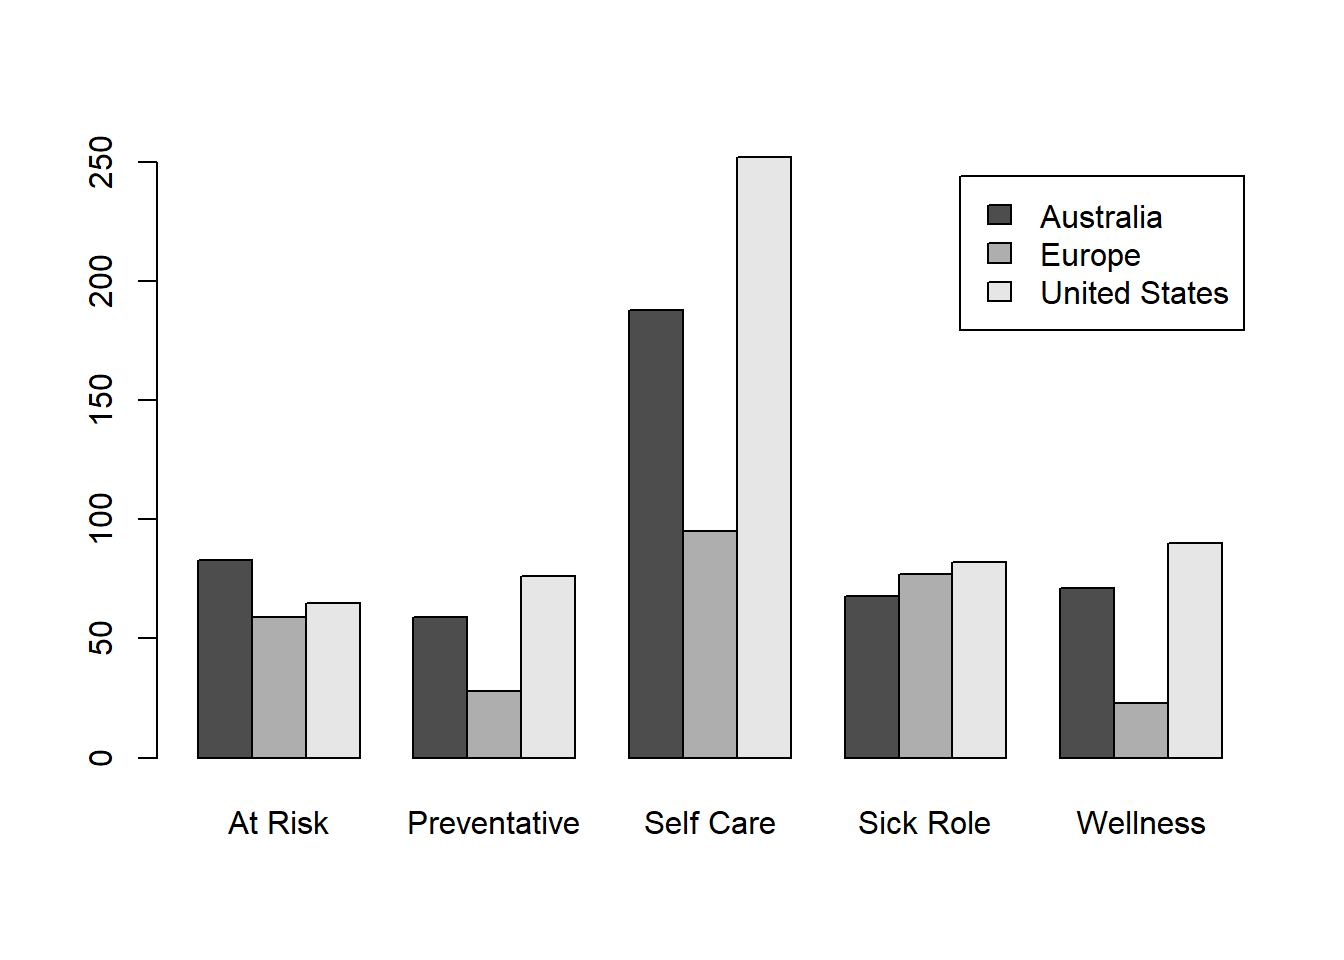 250
200
150
100
50
0
Australia
Europe
United States
At Risk
Preventative
Self Care
Sick Role
Wellness